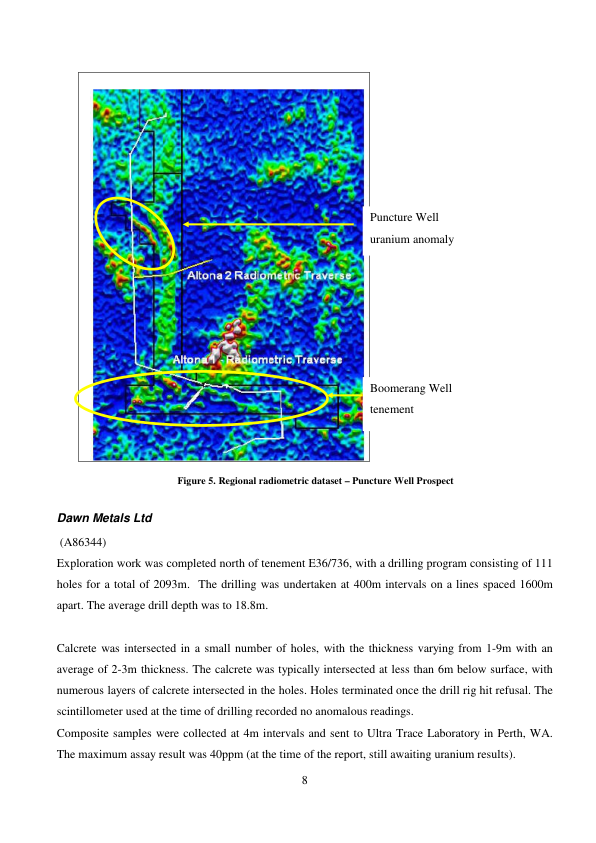 Puncture Well
uranium anomaly
Altona 2 Radiometric Traverse
Altona 1 - Radiometric Traverse
Boomerang Well
tenement
Figure 5. Regional radiometric dataset – Puncture Well Prospect
Dawn Metals Ltd
(A86344)
Exploration work was completed north of tenement E36/736, with a drilling program consisting of 111
holes for a total of 2093m. The drilling was undertaken at 400m intervals on a lines spaced 1600m
apart. The average drill depth was to 18.8m.
Calcrete was intersected in a small number of holes, with the thickness varying from 1-9m with an
average of 2-3m thickness. The calcrete was typically intersected at less than 6m below surface, with
numerous layers of calcrete intersected in the holes. Holes terminated once the drill rig hit refusal. The
scintillometer used at the time of drilling recorded no anomalous readings.
Composite samples were collected at 4m intervals and sent to Ultra Trace Laboratory in Perth, WA.
The maximum assay result was 40ppm (at the time of the report, still awaiting uranium results).
8